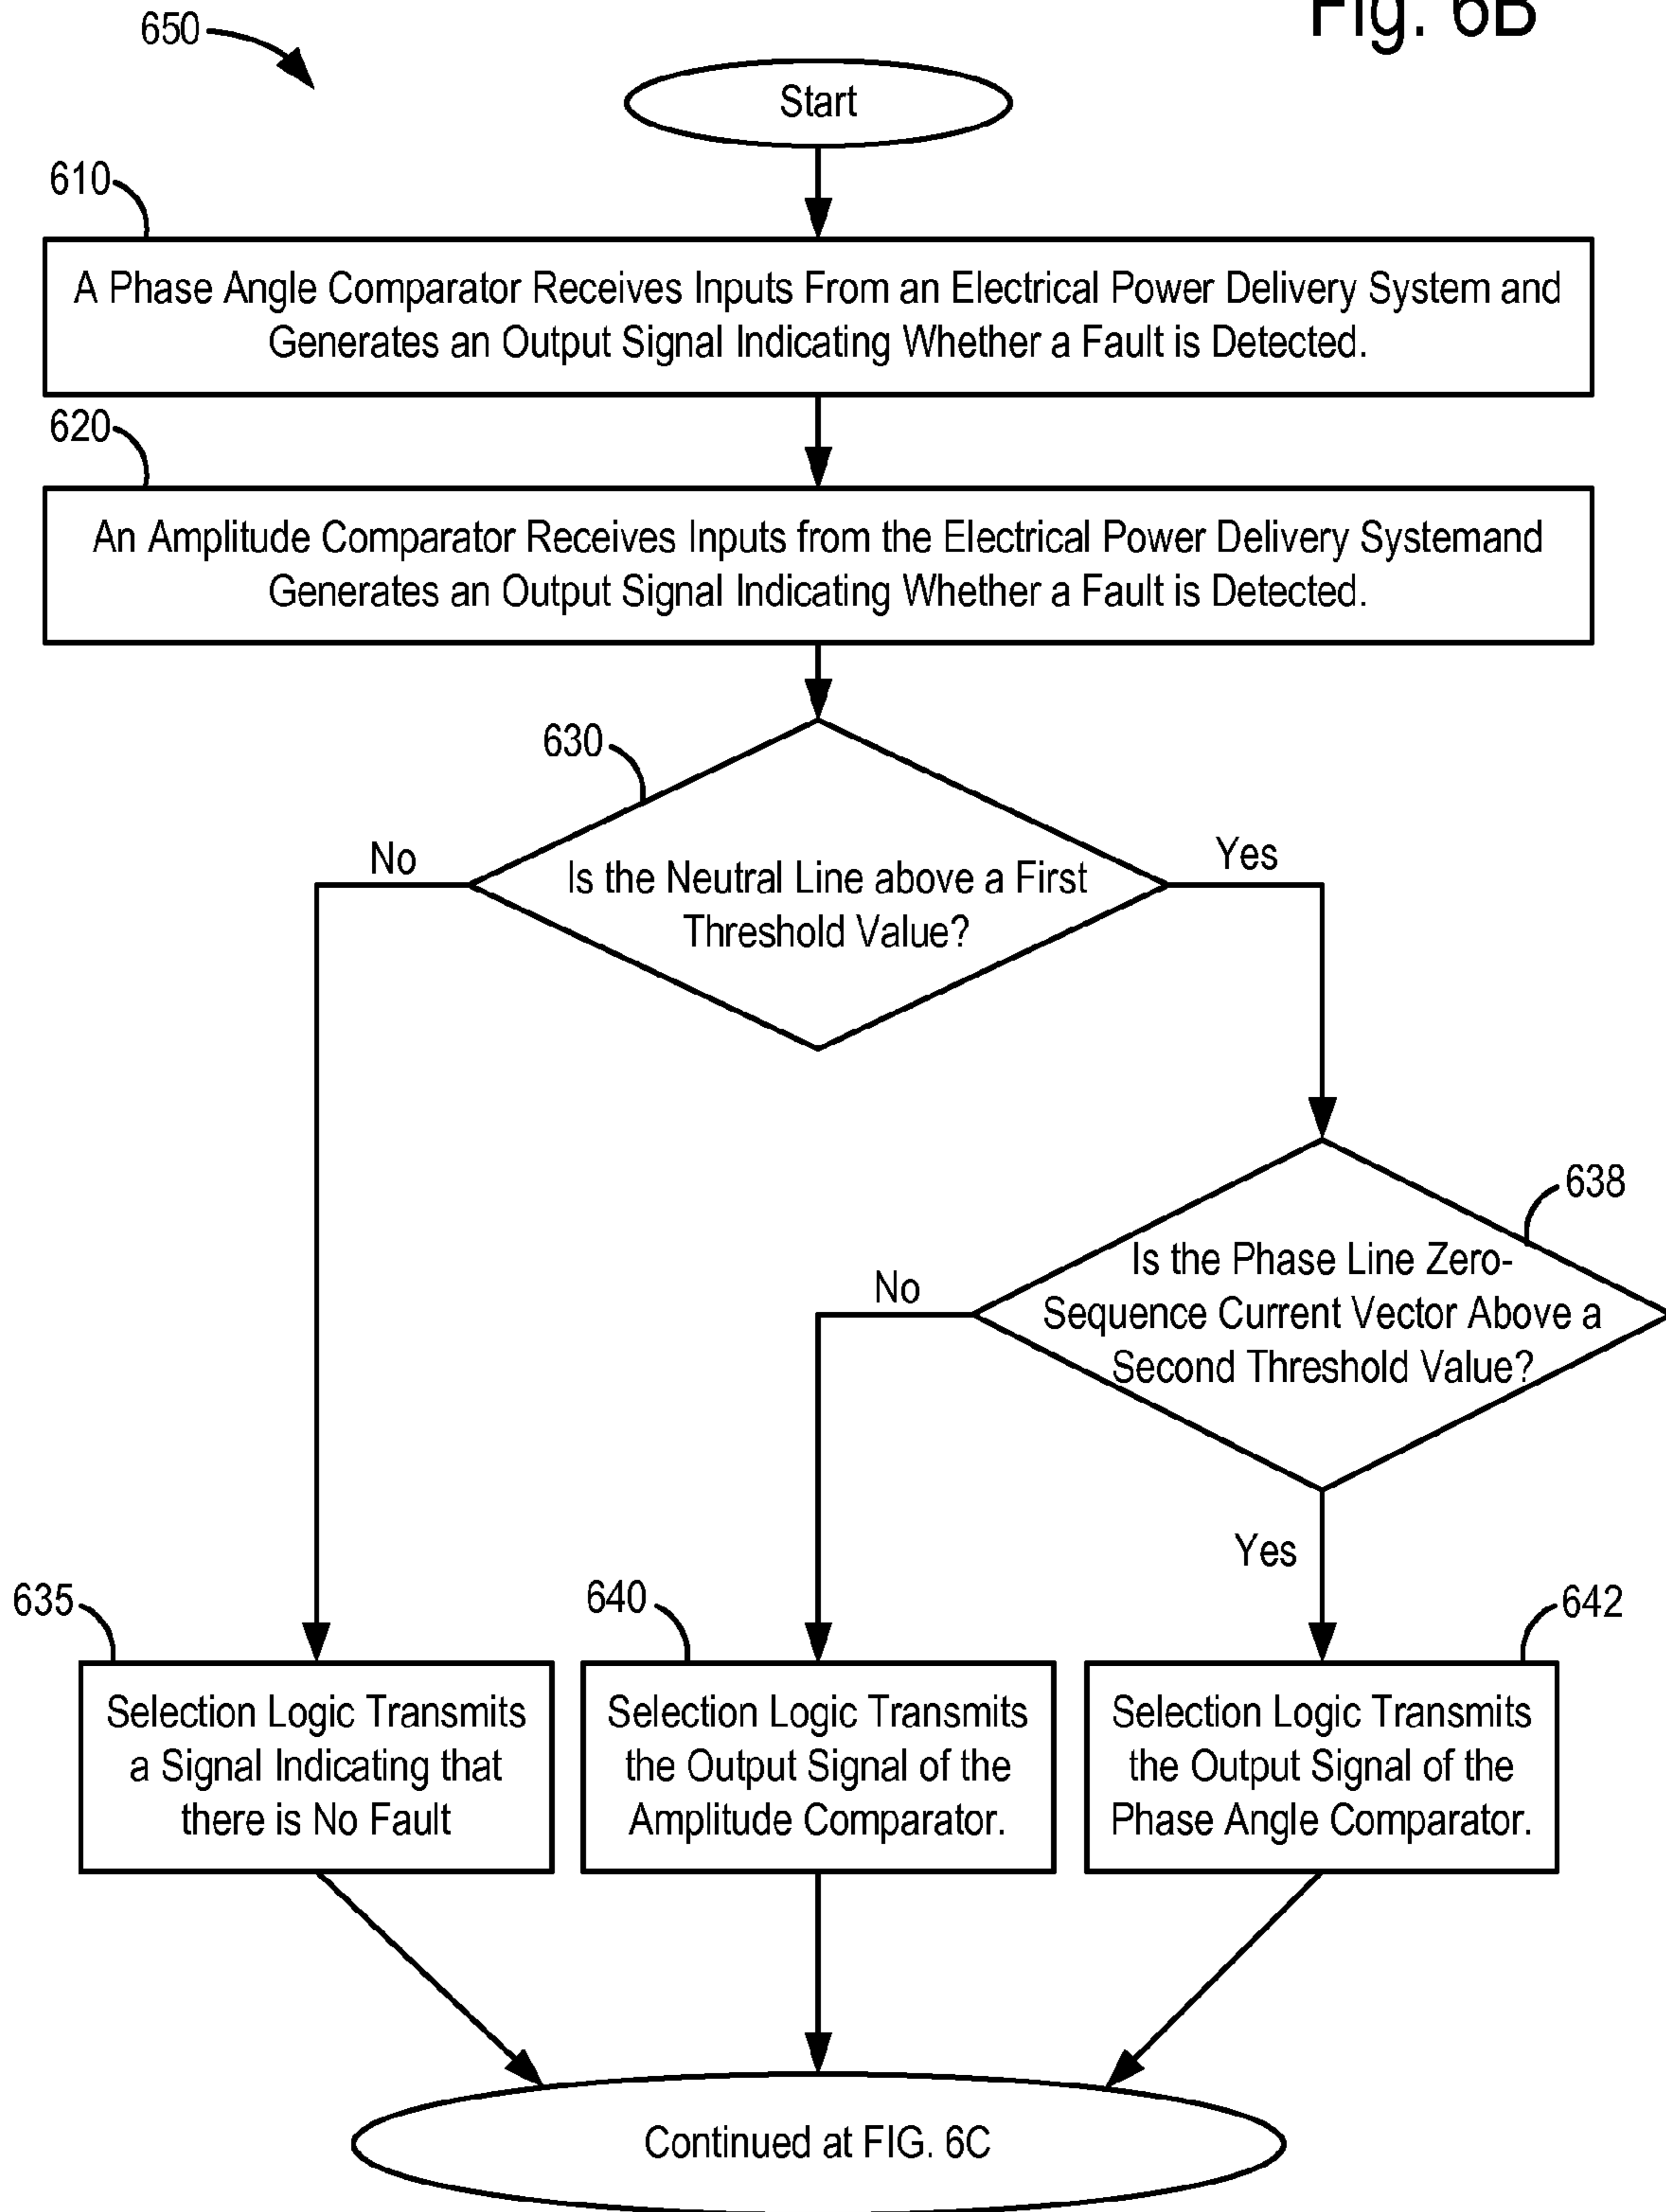 Fig. 6B
650
Start
610
A Phase Angle Comparator Receives Inputs From an Electrical Power Delivery System and
Generates an Output Signal Indicating Whether a Fault is Detected.
620
An Amplitude Comparator Receives Inputs from the Electrical Power Delivery Systemand
Generates an Output Signal Indicating Whether a Fault is Detected.
630
No
Yes
Is the Neutral Line above a First
Threshold Value?
638
Is the Phase Line Zero-
Sequence Current Vector Above a
Second Threshold Value?
No
Yes
635
Selection Logic Transmits
a Signal Indicating that
there is No Fault
640
Selection Logic Transmits
the Output Signal of the
Amplitude Comparator.
642
Selection Logic Transmits
the Output Signal of the
Phase Angle Comparator.
Continued at FIG. 6C